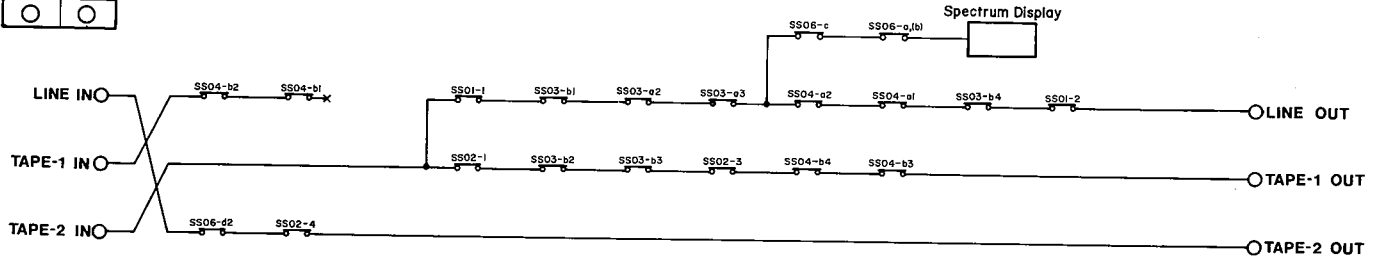 Spectrum Display
SS06-c SS06-a,(b)
LINE IN SS04-b2 SS04-b1 SS01-1 SS03-b1 SS03-a2 SS03-a3 SS04-a2 SS04-a1 SS03-b4 SS01-2 LINE OUT
TAPE-1 IN SS02-1 SS03-b2 SS03-b3 SS02-3 SS04-b4 SS04-b3 TAPE-1 OUT
TAPE-2 IN SS06-d2 SS02-4 TAPE-2 OUT